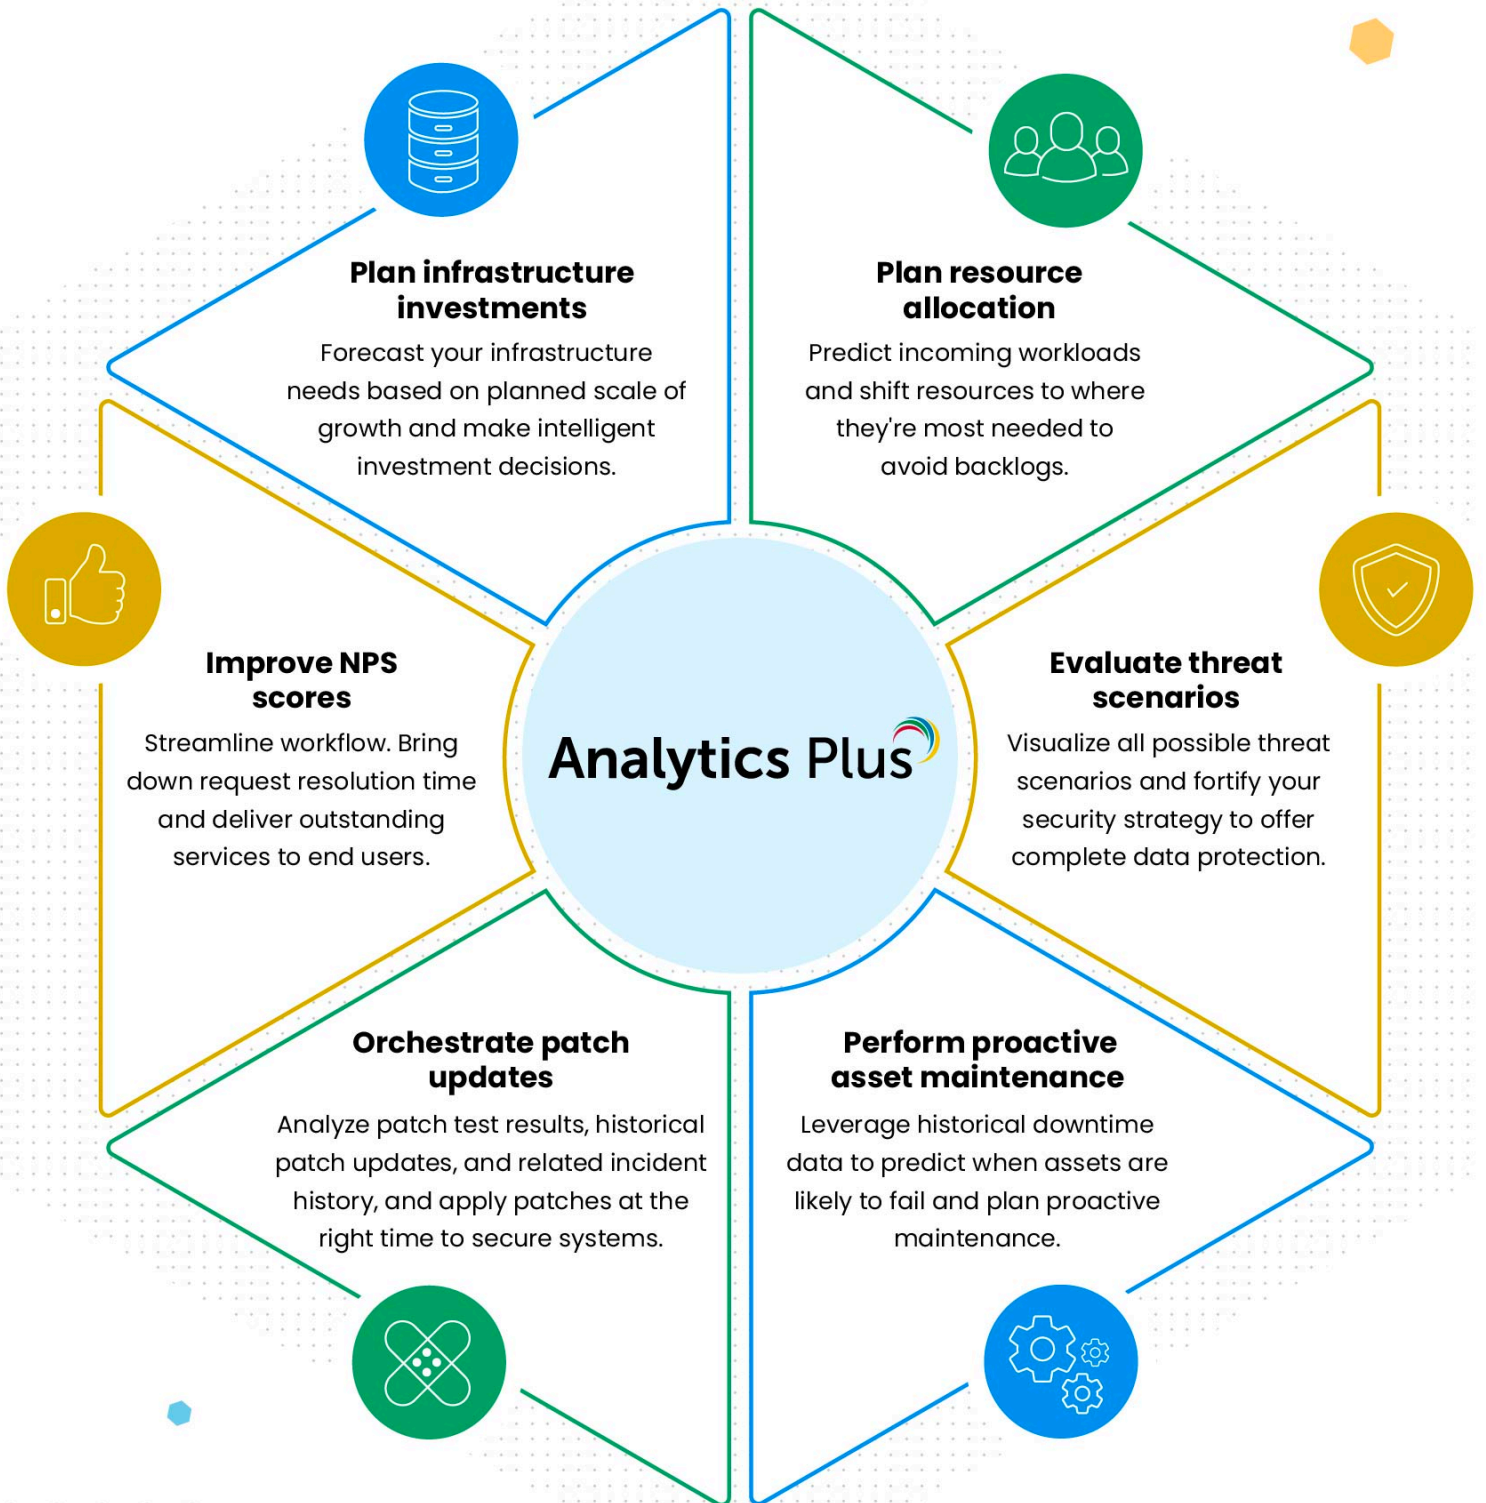 Plan infrastructure
investments
Forecast your infrastructure
needs based on planned scale of
growth and make intelligent
investment decisions.
Plan resource
allocation
Predict incoming workloads
and shift resources to where
they're most needed to
avoid backlogs.
Improve NPS
scores
Streamline workflow. Bring
down request resolution time
and deliver outstanding
services to end users.
Analytics Plus
Evaluate threat
scenarios
Visualize all possible threat
scenarios and fortify your
security strategy to offer
complete data protection.
Orchestrate patch
updates
Analyze patch test results, historical
patch updates, and related incident
history, and apply patches at the
right time to secure systems.
Perform proactive
asset maintenance
Leverage historical downtime
data to predict when assets are
likely to fail and plan proactive
maintenance.